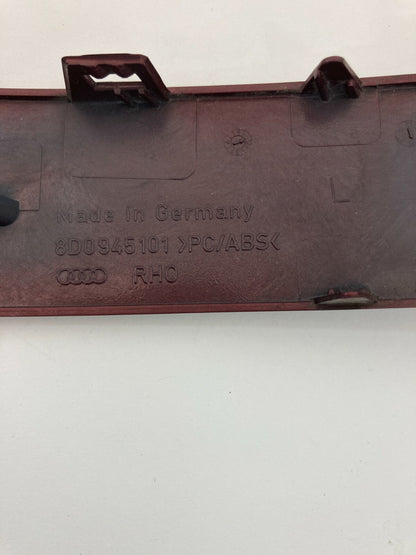 L
Made in Germany
8D0945101 >PC/ABS<
RHO